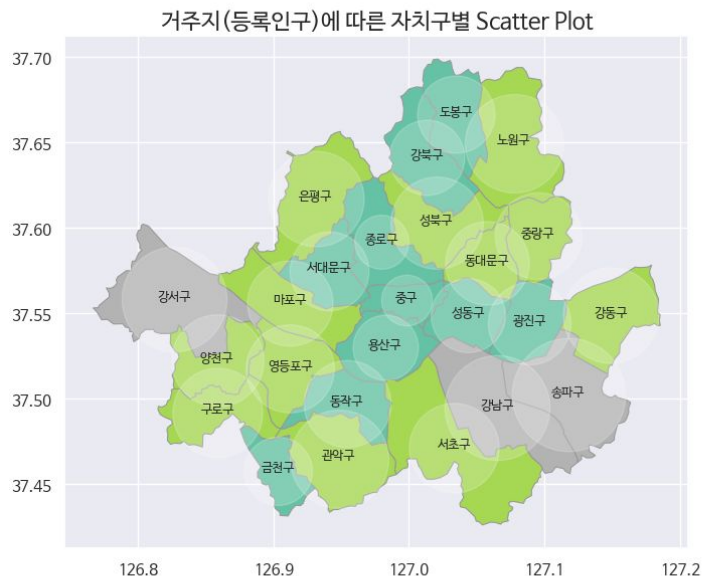 거주지(등록인구)에 따른 자치구별 Scatter Plot
37.70
도봉구
노원구
37.65
강북구
은평구
37.60
성북구
종로구
중랑구
동대문구
서대문구
강서구
중구
마포구
37.55
성동구
광진구
강동구
용산구
양천구
영등포구
송파구
37.50
동작구
강남구
구로구
서초구
관악구
금천구
37.45
126.8 126.9 127.0 127.1 127.2